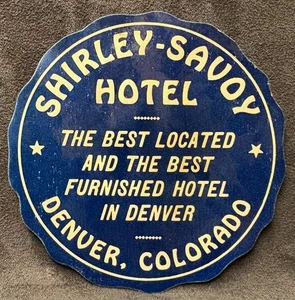 SHIRLEY-SAVOY
HOTEL
THE BEST LOCATED
AND THE BEST
FURNISHED HOTEL
IN DENVER
DENVER, COLORADO